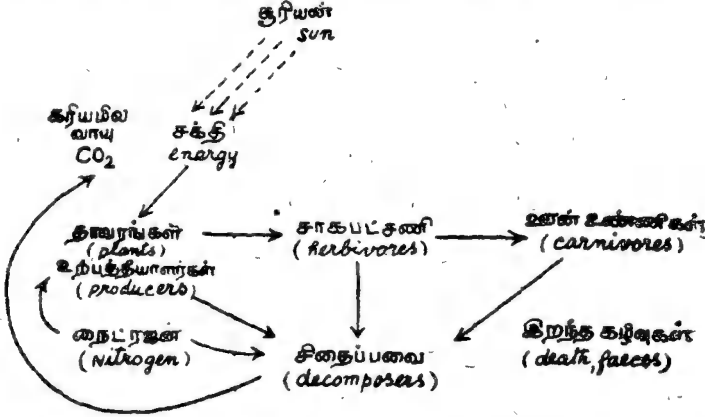 சூரியன்
sun
கரியமில
வாயு
CO₂
சக்தி
energy
தாவரங்கள்
(plants)
உற்பத்தியாளர்கள்
(producers)
சாகபட்சணி
(herbivores)
ஊன் உண்ணிகள்
(carnivores)
நைட்ரஜன்
(Nitrogen)
சிதைப்பவை
(decomposers)
இறந்த கழிவுகள்
(death, faeces)